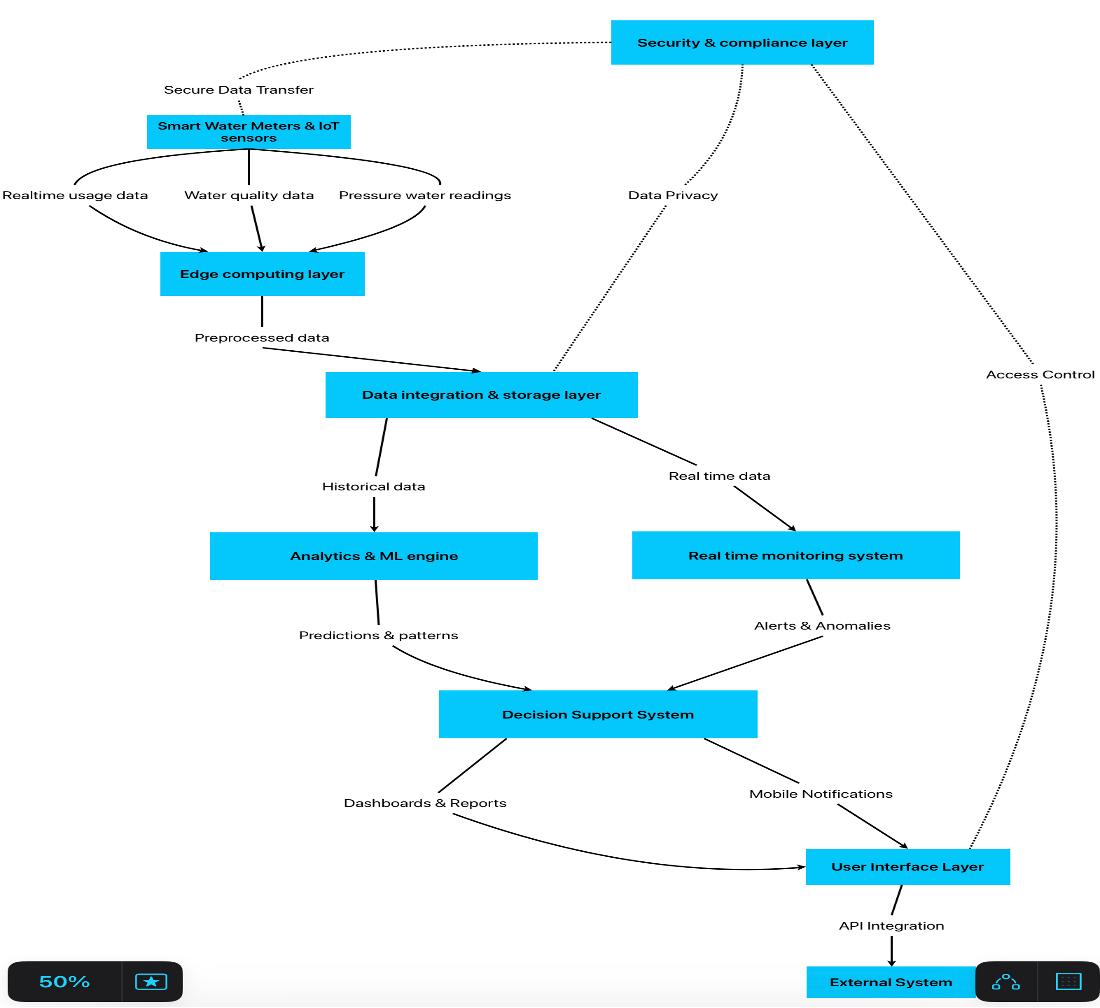 Security & compliance layer
Secure Data Transfer
Smart Water Meters & IoT
sensors
Realtime usage data
Water quality data
Pressure water readings
Data Privacy
Edge computing layer
Preprocessed data
Access Control
Data integration & storage layer
Historical data
Real time data
Analytics & ML engine
Real time monitoring system
Predictions & patterns
Alerts & Anomalies
Decision Support System
Dashboards & Reports
Mobile Notifications
User Interface Layer
API Integration
External System
50%